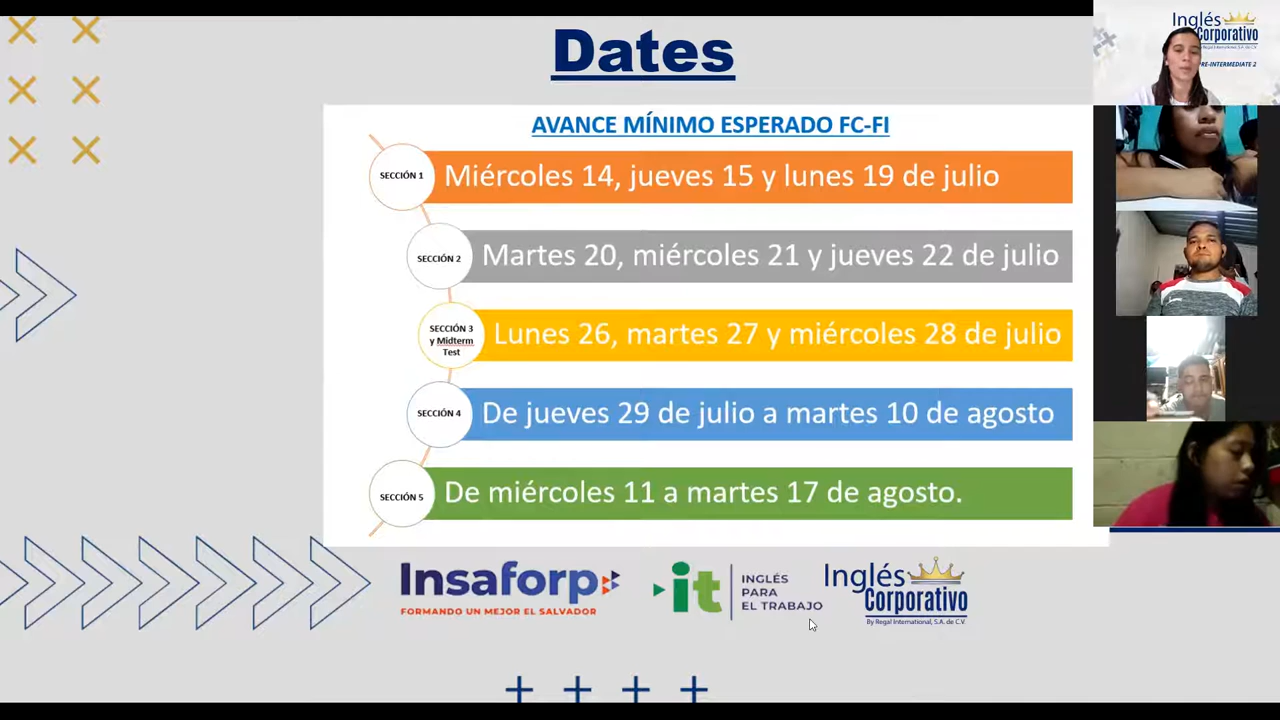 Dates
AVANCE MÍNIMO ESPERADO FC-FI
SECCIÓN 1
Miércoles 14, jueves 15 y lunes 19 de julio
SECCIÓN 2
Martes 20, miércoles 21 y jueves 22 de julio
SECCIÓN 3
y Midterm
Test
Lunes 26, martes 27 y miércoles 28 de julio
SECCIÓN 4
De jueves 29 de julio a martes 10 de agosto
SECCIÓN 5
De miércoles 11 a martes 17 de agosto.
Insaforp
FORMANDO UN MEJOR EL SALVADOR
it
INGLÉS
PARA
EL TRABAJO
Inglés
Corporativo
By Regal International, S.A. de C.V.
Inglés
Corporativo
PRE-INTERMEDIATE 2